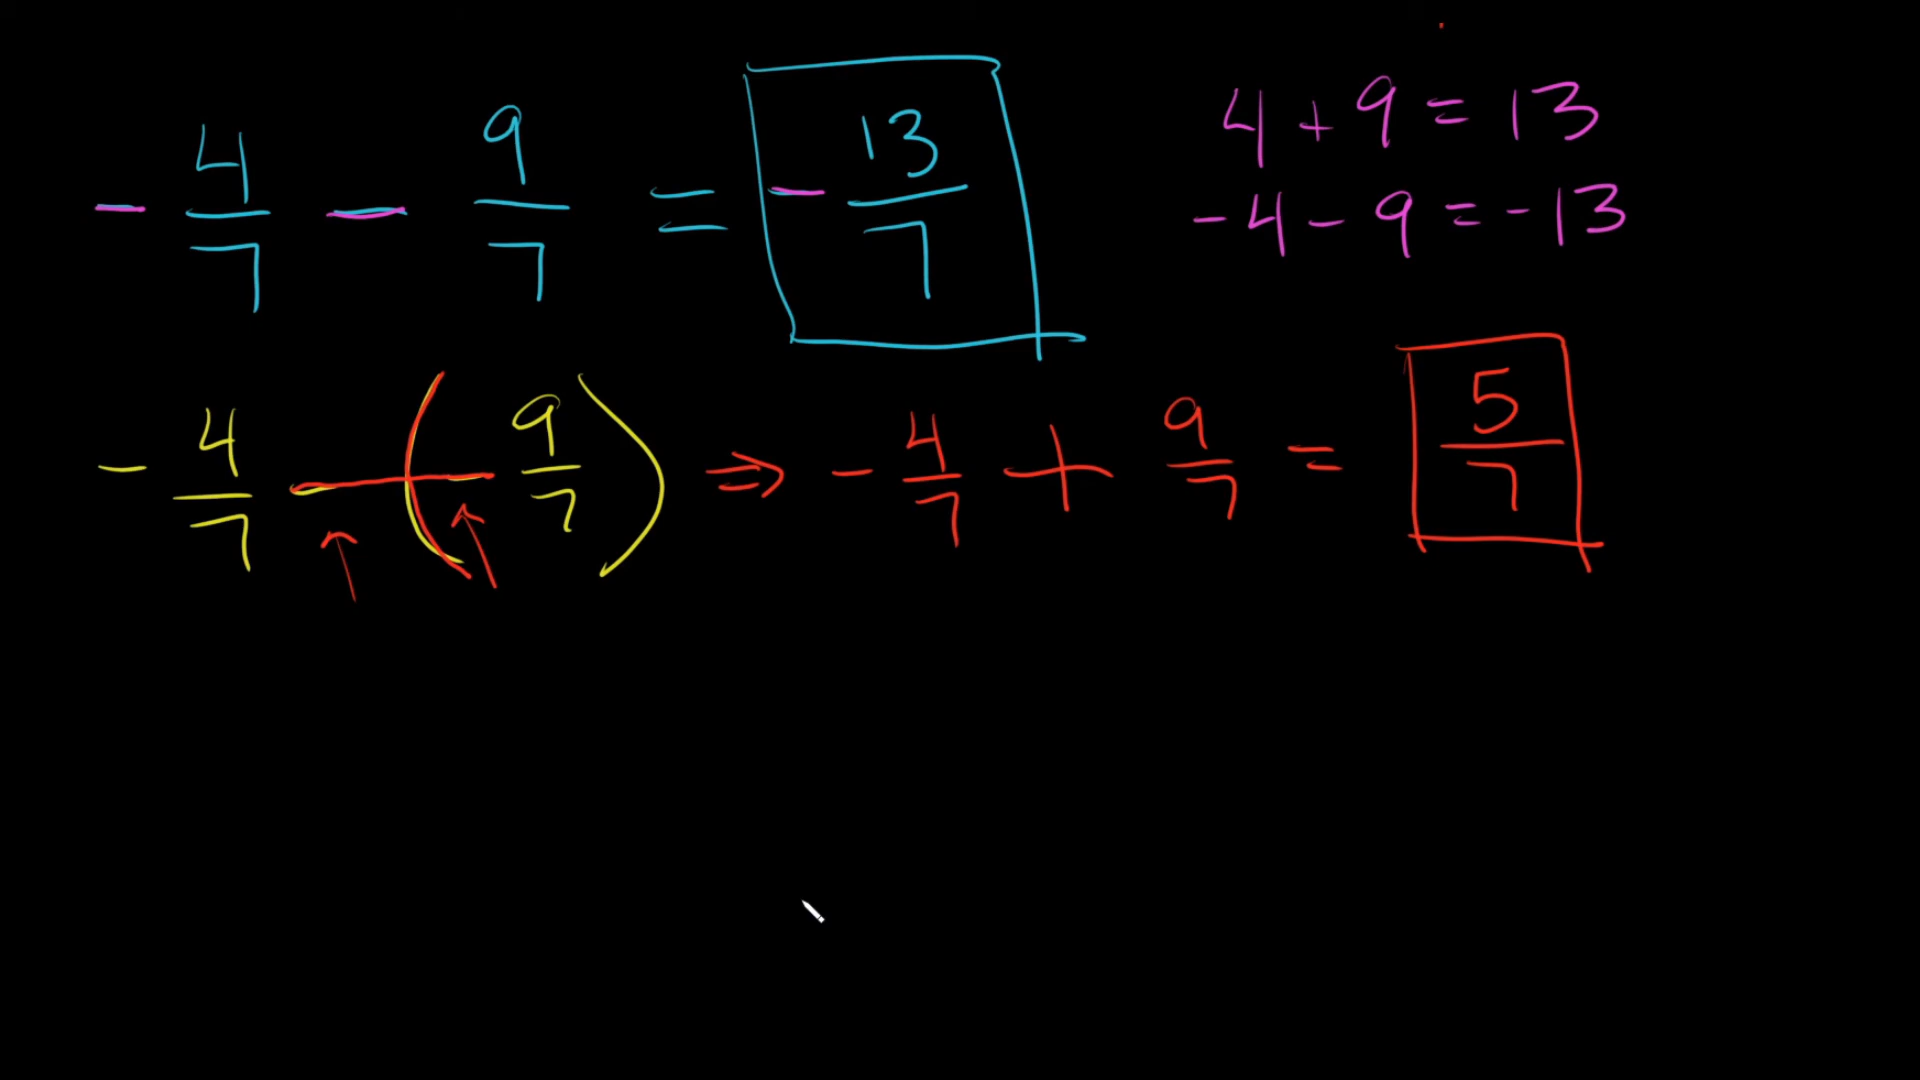 - 4/7 - 9/7 = - 13/7
4 + 9 = 13
-4 - 9 = -13
- 4/7 - (- 9/7) ⇒ - 4/7 + 9/7 = 5/7